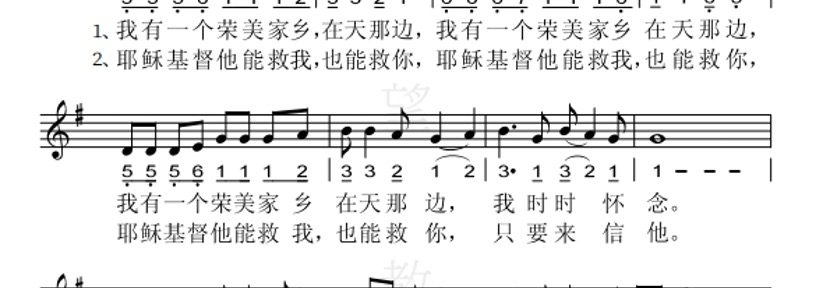 1、我有一个荣美家乡,在天那边，我有一个荣美家乡 在天那边，
2、耶稣基督他能救我,也能救你，耶稣基督他能救我,也能救你，
望
5 5 5 6 1 1 1 2 | 3 3 2 1 2 | 3· 1 3 2 1 | 1 - - -
我有一个荣美家 乡 在天那 边， 我 时时 怀 念。
耶稣基督他能救 我，也能救 你， 只 要来 信 他。
教